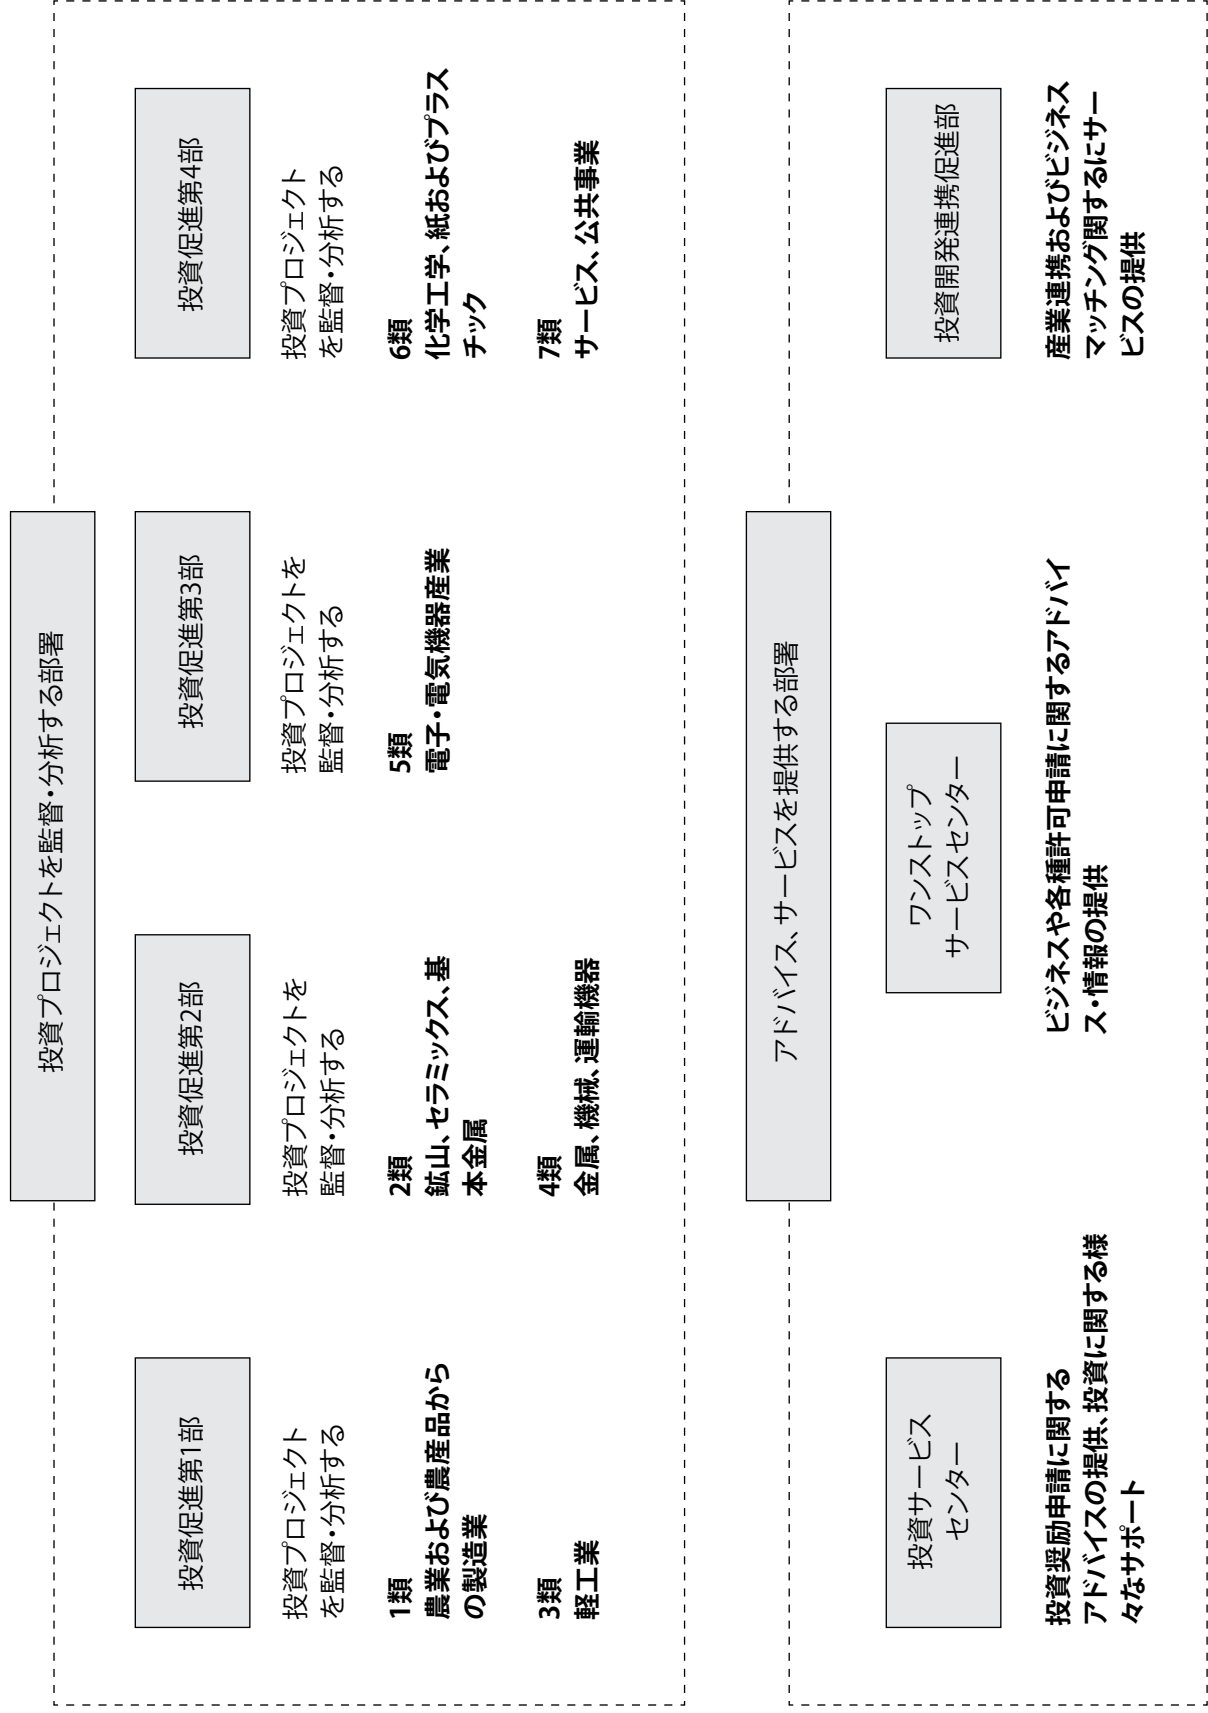 投資プロジェクトを監督・分析する部署
投資促進第1部
投資プロジェクト
を監督・分析する
1類
農業および農産品から
の製造業
3類
軽工業
投資促進第2部
投資プロジェクトを
監督・分析する
2類
鉱山、セラミックス、基
本金属
4類
金属、機械、運輸機器
投資促進第3部
投資プロジェクトを
監督・分析する
5類
電子・電気機器産業
投資促進第4部
投資プロジェクト
を監督・分析する
6類
化学工学、紙およびプラス
チック
7類
サービス、公共事業
アドバイス、サービスを提供する部署
投資サービス
センター
投資奨励申請に関する
アドバイスの提供、投資に関する様
々なサポート
ワンストップ
サービスセンター
ビジネスや各種許可申請に関するアドバイ
ス・情報の提供
投資開発連携促進部
産業連携およびビジネス
マッチング関するにサー
ビスの提供